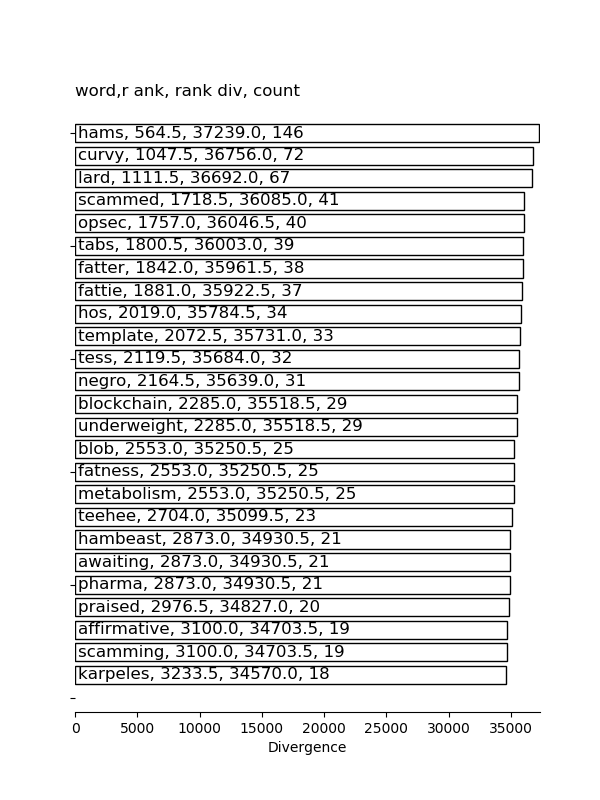 word,r ank, rank div, count
hams, 564.5, 37239.0, 146
curvy, 1047.5, 36756.0, 72
lard, 1111.5, 36692.0, 67
scammed, 1718.5, 36085.0, 41
opsec, 1757.0, 36046.5, 40
tabs, 1800.5, 36003.0, 39
fatter, 1842.0, 35961.5, 38
fattie, 1881.0, 35922.5, 37
hos, 2019.0, 35784.5, 34
template, 2072.5, 35731.0, 33
tess, 2119.5, 35684.0, 32
negro, 2164.5, 35639.0, 31
blockchain, 2285.0, 35518.5, 29
underweight, 2285.0, 35518.5, 29
blob, 2553.0, 35250.5, 25
fatness, 2553.0, 35250.5, 25
metabolism, 2553.0, 35250.5, 25
teehee, 2704.0, 35099.5, 23
hambeast, 2873.0, 34930.5, 21
awaiting, 2873.0, 34930.5, 21
pharma, 2873.0, 34930.5, 21
praised, 2976.5, 34827.0, 20
affirmative, 3100.0, 34703.5, 19
scamming, 3100.0, 34703.5, 19
karpeles, 3233.5, 34570.0, 18
0 5000 10000 15000 20000 25000 30000 35000
Divergence